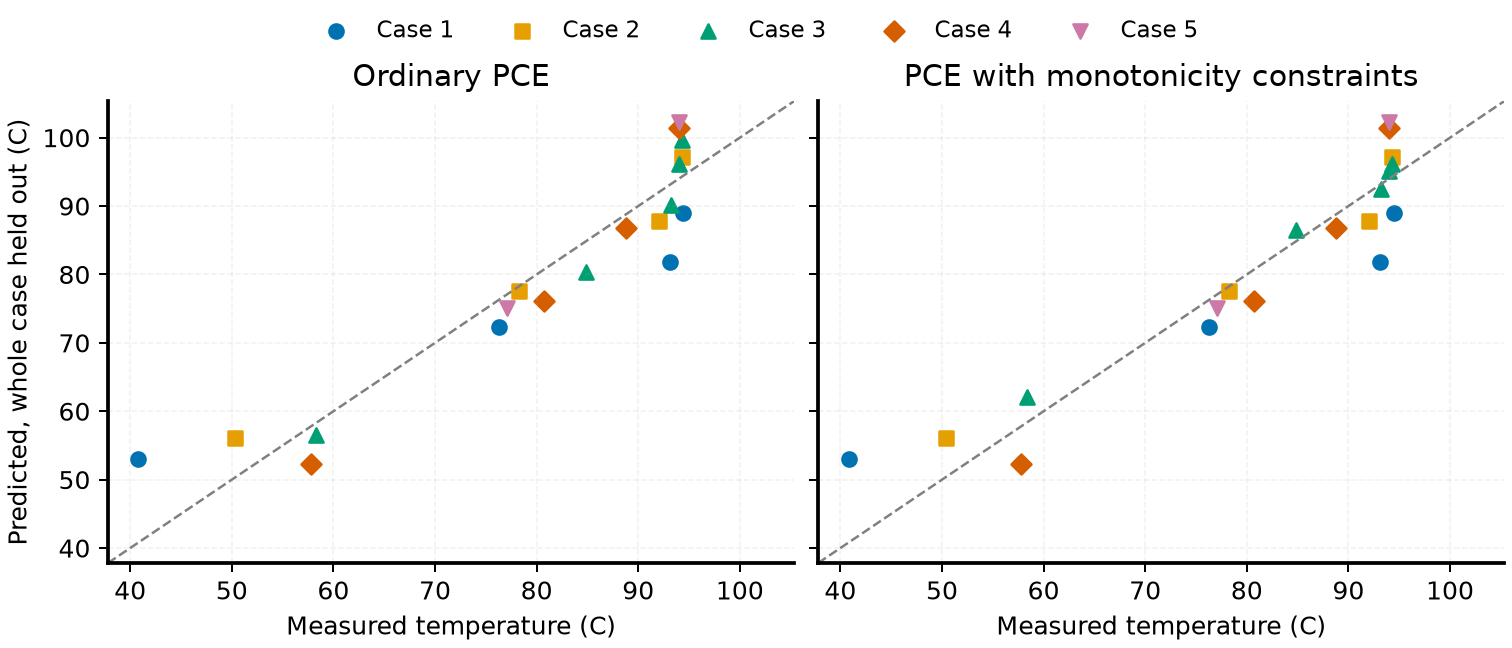 Case 1 Case 2 Case 3 Case 4 Case 5
Ordinary PCE
PCE with monotonicity constraints
Predicted, whole case held out (C)
100
90
80
70
60
50
40
40 50 60 70 80 90 100
40 50 60 70 80 90 100
Measured temperature (C)
Measured temperature (C)